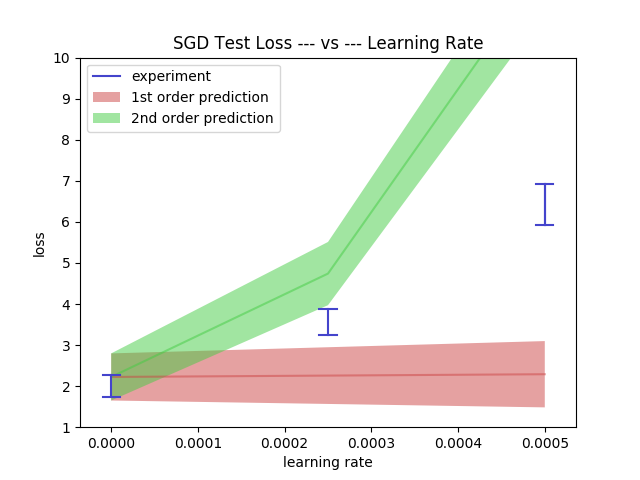 SGD Test Loss --- vs --- Learning Rate
experiment
1st order prediction
2nd order prediction
10
9
8
7
6
5
4
3
2
1
loss
0.0000 0.0001 0.0002 0.0003 0.0004 0.0005
learning rate